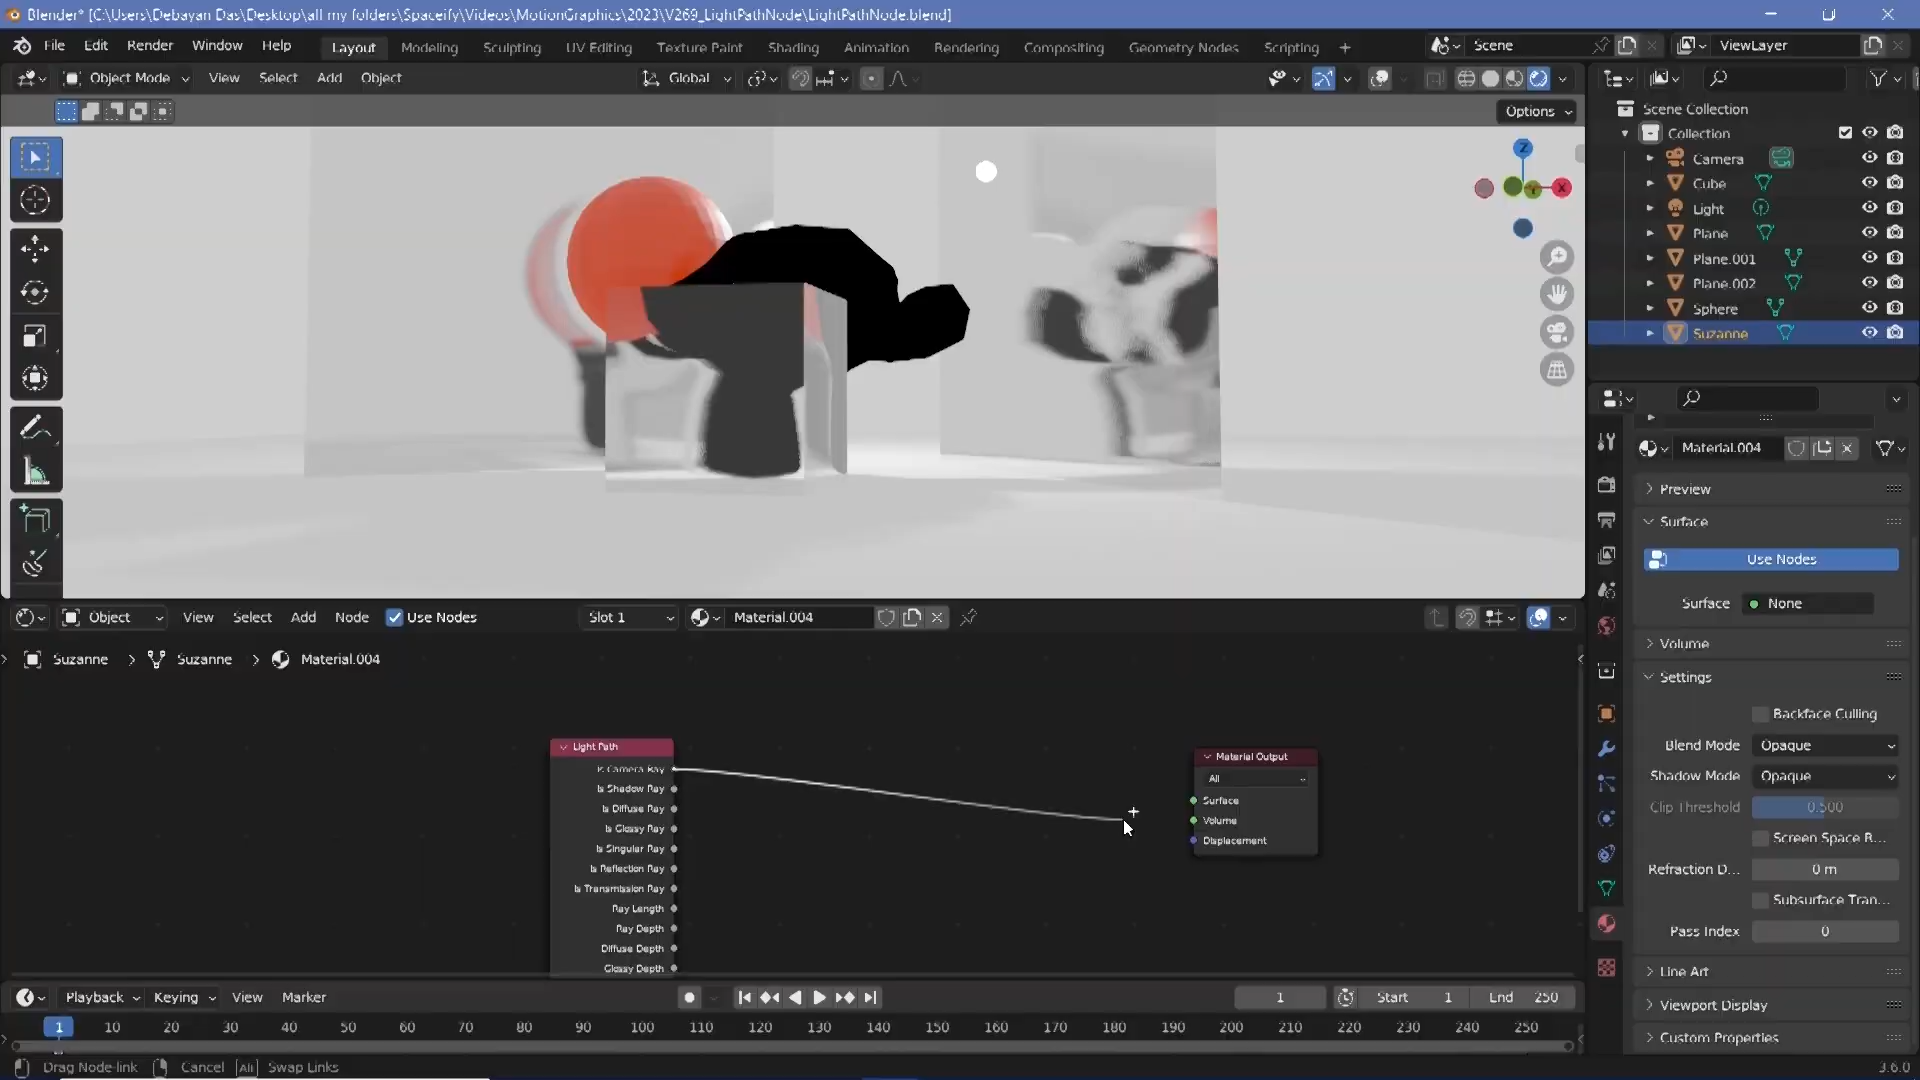 Blender* [C:\Users\Debayan Das\Desktop\all my folders\Spaceify\Videos\MotionGraphics\2023\V269_LightPathNode\LightPathNode.blend]
File Edit Render Window Help Layout Modeling Sculpting UV Editing Texture Paint Shading Animation Rendering Compositing Geometry Nodes Scripting + Scene ViewLayer
Object Mode View Select Add Object Global
Options
Z
X
Scene Collection
Collection
Camera
Cube
Light
Plane
Plane.001
Plane.002
Sphere
Suzanne
Material.004
Preview
Surface
Use Nodes
Surface None
Volume
Settings
Backface Culling
Blend Mode Opaque
Shadow Mode Opaque
Clip Threshold 0.500
Screen Space R...
Refraction D... 0 m
Subsurface Tran...
Pass Index 0
Line Art
Viewport Display
Custom Properties
Object View Select Add Node Use Nodes Slot 1 Material.004
Suzanne > Suzanne > Material.004
Light Path
Is Camera Ray
Is Shadow Ray
Is Diffuse Ray
Is Glossy Ray
Is Singular Ray
Is Reflection Ray
Is Transmission Ray
Ray Length
Ray Depth
Diffuse Depth
Glossy Depth
Material Output
All
Surface
Volume
Displacement
Playback Keying View Marker 1 Start 1 End 250
1 10 20 30 40 50 60 70 80 90 100 110 120 130 140 150 160 170 180 190 200 210 220 230 240 250
Drag Node-link Cancel Alt Swap Links 3.6.0